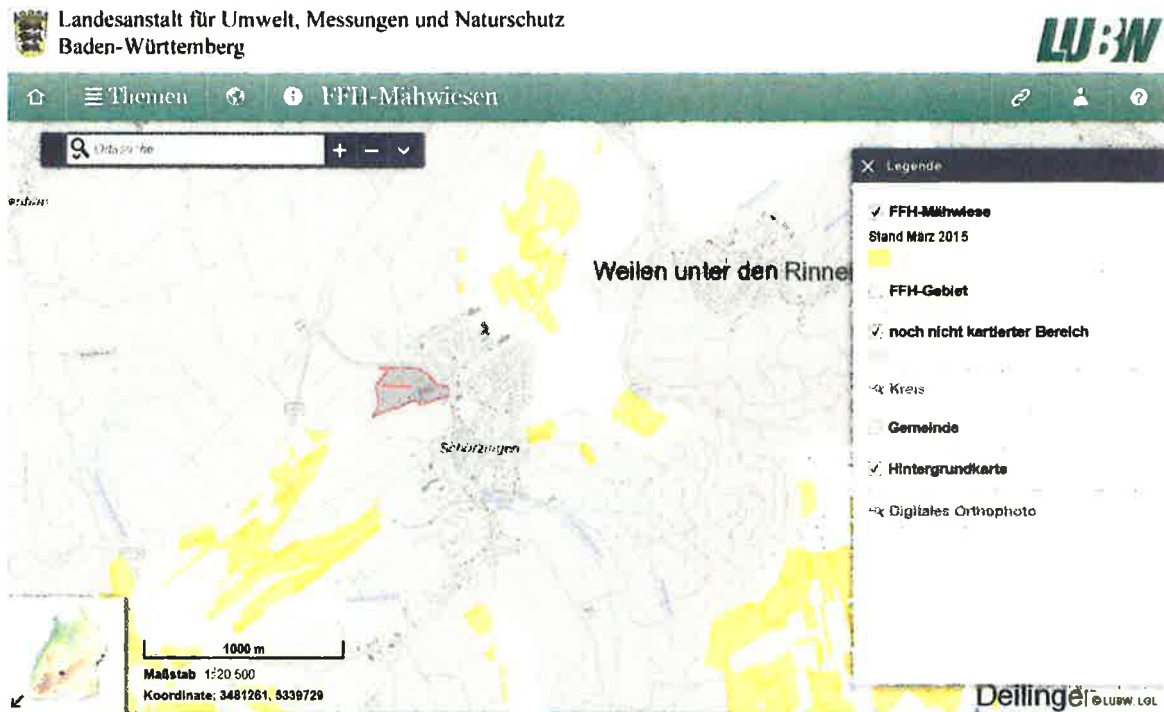 Landesanstalt für Umwelt, Messungen und Naturschutz
Baden-Württemberg
LUBW
Themen
FFH-Mähwiesen
Ortssuche
Legende
FFH-Mähwiese
Stand März 2015
Weilen unter den Rinne
FFH-Gebiet
noch nicht kartierter Bereich
Kreis
Gemeinde
Schörzingen
Hintergrundkarte
Digitales Orthophoto
1000 m
Maßstab 1:20 500
Koordinate: 3481261, 5339729
Deilinge
© LUBW, LGL